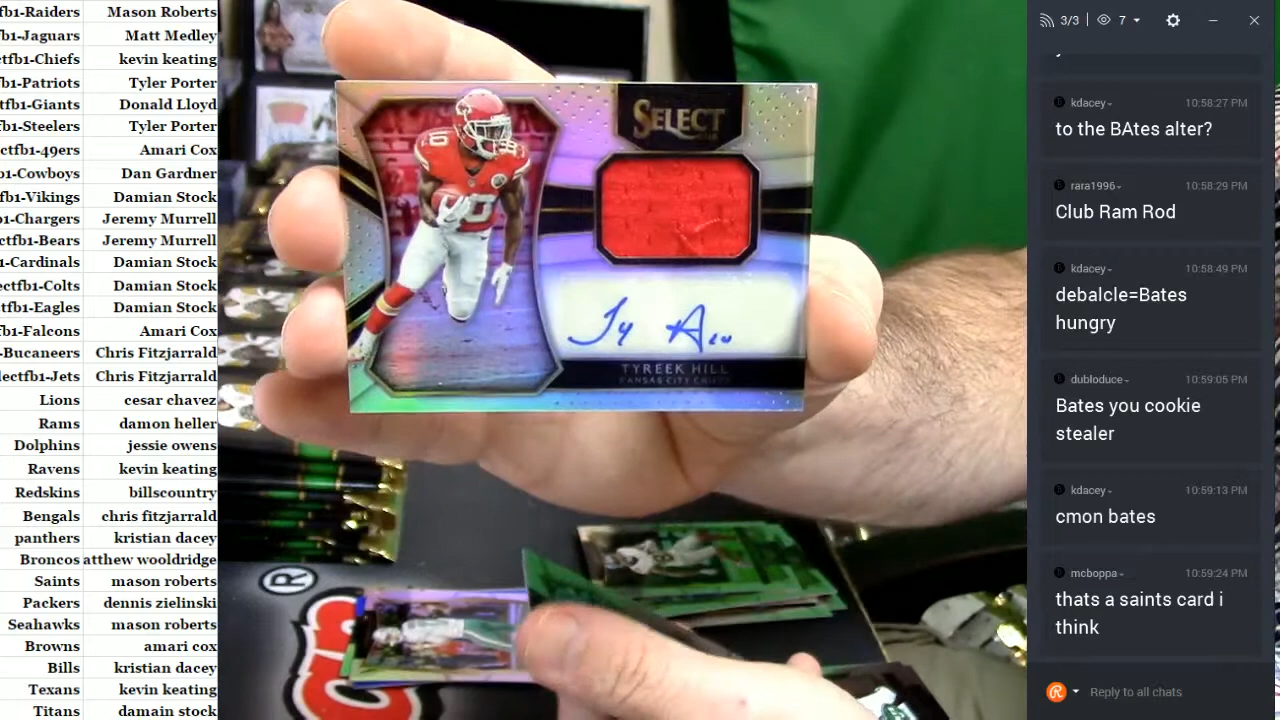 fb1-Raiders Mason Roberts
fb1-Jaguars Matt Medley
ctfb1-Chiefs kevin keating
fb1-Patriots Tyler Porter
ctfb1-Giants Donald Lloyd
fb1-Steelers Tyler Porter
ctfb1-49ers Amari Cox
fb1-Cowboys Dan Gardner
fb1-Vikings Damian Stock
1-Chargers Jeremy Murrell
ctfb1-Bears Jeremy Murrell
1-Cardinals Damian Stock
ectfb1-Colts Damian Stock
ctfb1-Eagles Damian Stock
fb1-Falcons Amari Cox
-Bucaneers Chris Fitzjarrald
lectfb1-Jets Chris Fitzjarrald
Lions cesar chavez
Rams damon heller
Dolphins jessie owens
Ravens kevin keating
Redskins billscountry
Bengals chris fitzjarrald
panthers kristian dacey
Broncos atthew wooldridge
Saints mason roberts
Packers dennis zielinski
Seahawks mason roberts
Browns amari cox
Bills kristian dacey
Texans kevin keating
Titans damain stock
SELECT
10
TYREEK HILL
KANSAS CITY CHIEFS
®
3/3 7
kdacey 10:58:27 PM
to the BAtes alter?
rara1996 10:58:29 PM
Club Ram Rod
kdacey 10:58:49 PM
debalcle=Bates
hungry
dubloduce 10:59:05 PM
Bates you cookie
stealer
kdacey 10:59:13 PM
cmon bates
mcboppa 10:59:24 PM
thats a saints card i
think
Reply to all chats